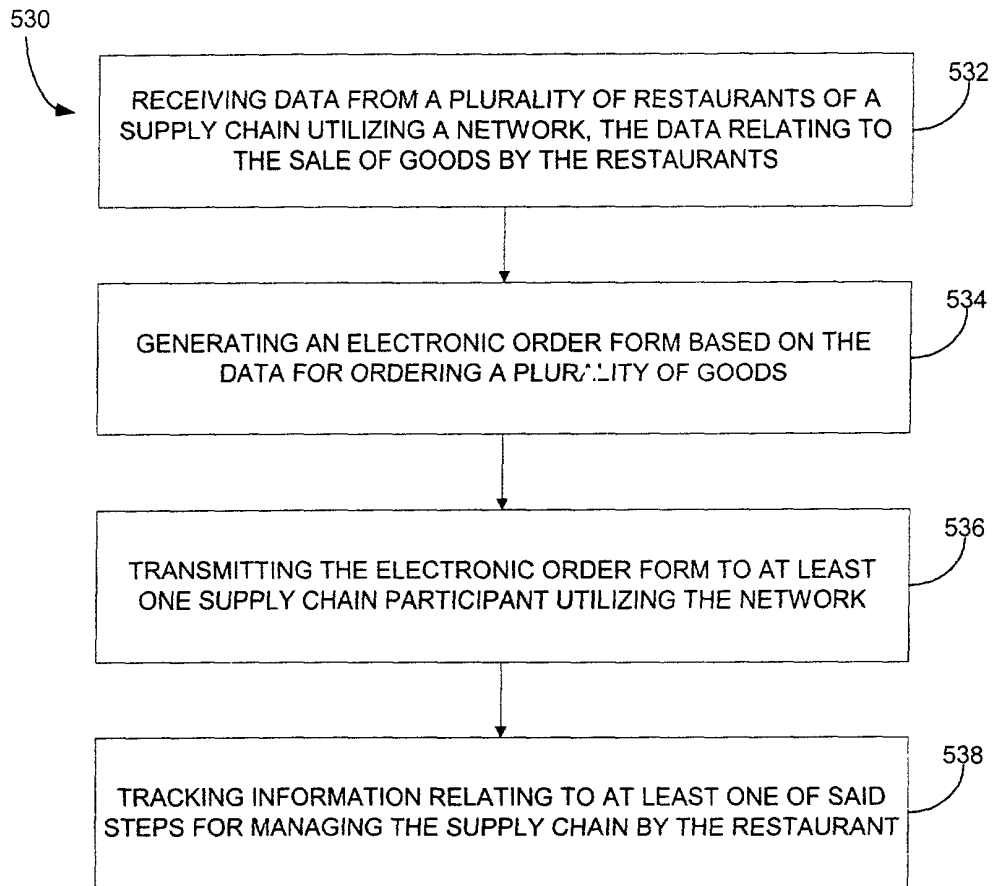 530
532
RECEIVING DATA FROM A PLURALITY OF RESTAURANTS OF A
SUPPLY CHAIN UTILIZING A NETWORK, THE DATA RELATING TO
THE SALE OF GOODS BY THE RESTAURANTS
534
GENERATING AN ELECTRONIC ORDER FORM BASED ON THE
DATA FOR ORDERING A PLURALITY OF GOODS
536
TRANSMITTING THE ELECTRONIC ORDER FORM TO AT LEAST
ONE SUPPLY CHAIN PARTICIPANT UTILIZING THE NETWORK
538
TRACKING INFORMATION RELATING TO AT LEAST ONE OF SAID
STEPS FOR MANAGING THE SUPPLY CHAIN BY THE RESTAURANT